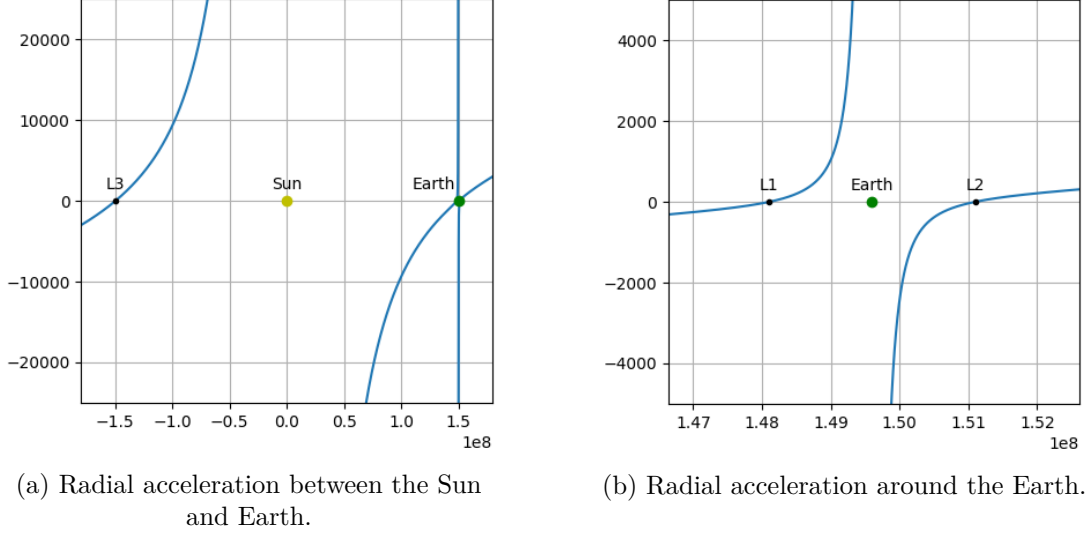 20000
10000
0
−10000
−20000
L3
Sun
Earth
−1.5 −1.0 −0.5 0.0 0.5 1.0 1.5
1e8
(a) Radial acceleration between the Sun
and Earth.
4000
2000
0
−2000
−4000
L1
Earth
L2
1.47 1.48 1.49 1.50 1.51 1.52
1e8
(b) Radial acceleration around the Earth.